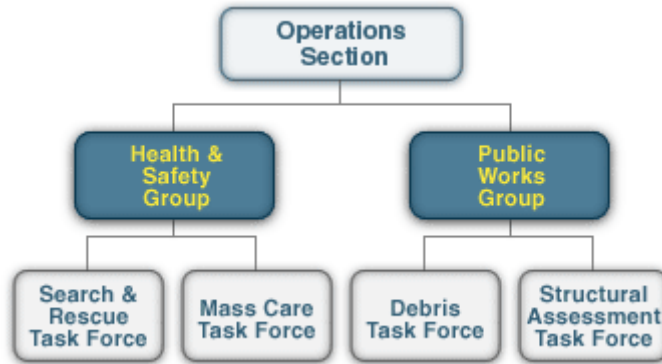 Operations
Section
Health &
Safety
Group
Public
Works
Group
Search &
Rescue
Task Force
Mass Care
Task Force
Debris
Task Force
Structural
Assessment
Task Force